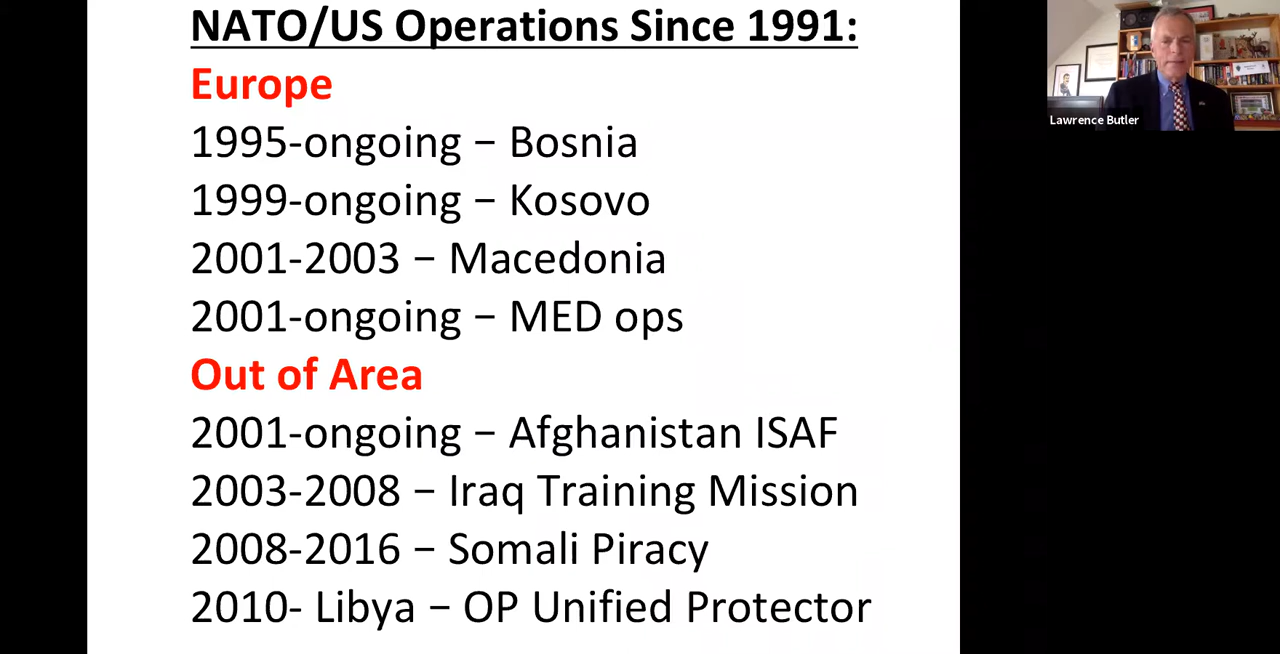 NATO/US Operations Since 1991:
Europe
1995-ongoing – Bosnia
1999-ongoing – Kosovo
2001-2003 – Macedonia
2001-ongoing – MED ops
Out of Area
2001-ongoing – Afghanistan ISAF
2003-2008 – Iraq Training Mission
2008-2016 – Somali Piracy
2010- Libya – OP Unified Protector
Lawrence Butler